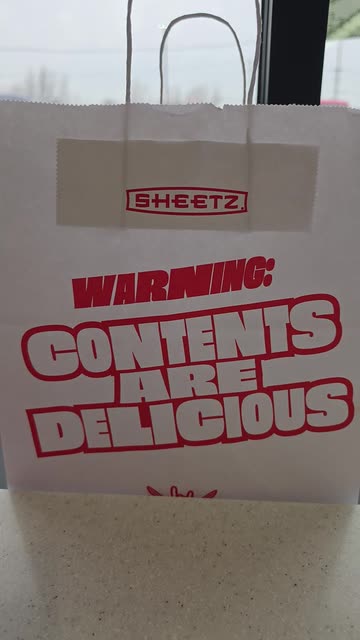 SHEETZ
WARNING:
CONTENTS
ARE
DELICIOUS